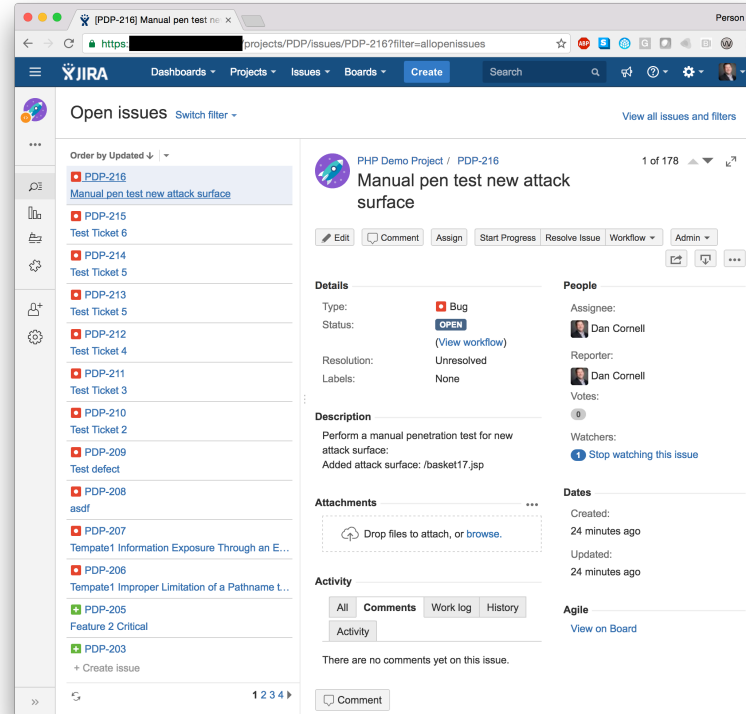 [PDP-216] Manual pen test ne
Person
https: /projects/PDP/issues/PDP-216?filter=allopenissues
ABP S G W
JIRA Dashboards Projects Issues Boards Create Search
Open issues Switch filter
View all issues and filters
Order by Updated
PDP-216
Manual pen test new attack surface
PDP-215
Test Ticket 6
PDP-214
Test Ticket 5
PDP-213
Test Ticket 5
PDP-212
Test Ticket 4
PDP-211
Test Ticket 3
PDP-210
Test Ticket 2
PDP-209
Test defect
PDP-208
asdf
PDP-207
Tempate1 Information Exposure Through an E...
PDP-206
Tempate1 Improper Limitation of a Pathname t...
PDP-205
Feature 2 Critical
PDP-203
+ Create issue
1 2 3 4
PHP Demo Project / PDP-216
1 of 178
Manual pen test new attack
surface
Edit Comment Assign Start Progress Resolve Issue Workflow Admin
Details
Type: Bug
Status: OPEN
(View workflow)
Resolution: Unresolved
Labels: None
Description
Perform a manual penetration test for new
attack surface:
Added attack surface: /basket17.jsp
Attachments
Drop files to attach, or browse.
Activity
All Comments Work log History
Activity
There are no comments yet on this issue.
Comment
People
Assignee:
Dan Cornell
Reporter:
Dan Cornell
Votes:
0
Watchers:
1 Stop watching this issue
Dates
Created:
24 minutes ago
Updated:
24 minutes ago
Agile
View on Board